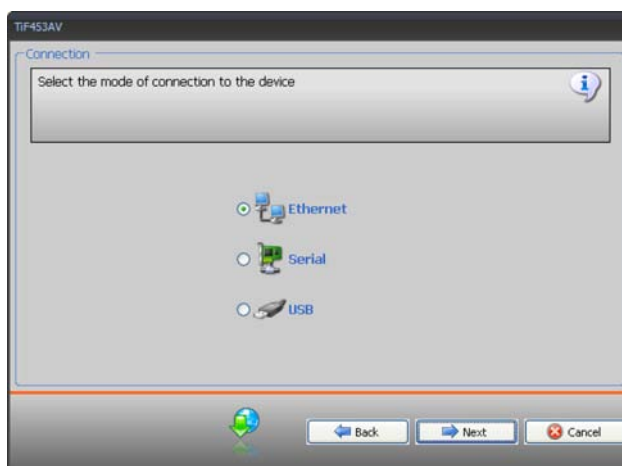 TiF453AV
Connection
Select the mode of connection to the device
Ethernet
Serial
USB
Back Next Cancel